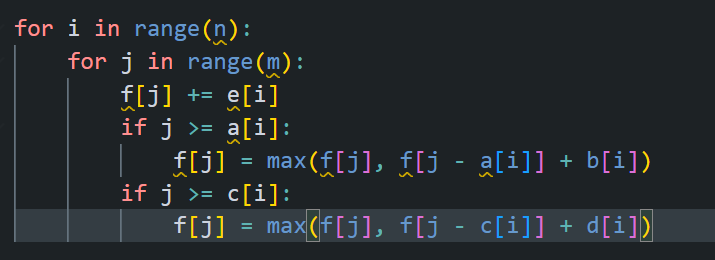 for i in range(n):
    for j in range(m):
        f[j] += e[i]
        if j >= a[i]:
            f[j] = max(f[j], f[j - a[i]] + b[i])
        if j >= c[i]:
            f[j] = max(f[j], f[j - c[i]] + d[i])